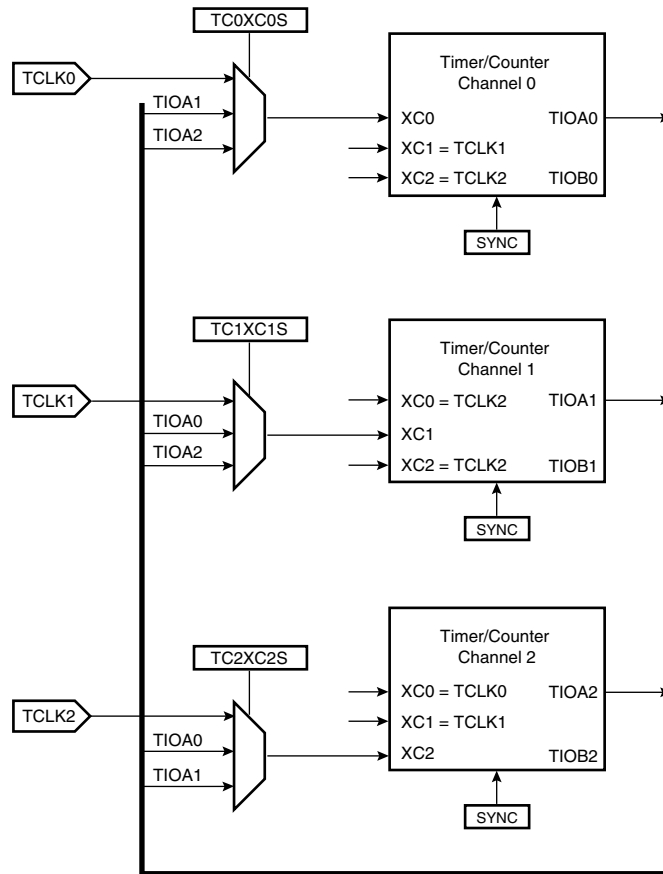 TC0XC0S
TCLK0
TIOA1
TIOA2
Timer/Counter
Channel 0
XC0
TIOA0
XC1 = TCLK1
XC2 = TCLK2
TIOB0
SYNC
TC1XC1S
TCLK1
TIOA0
TIOA2
Timer/Counter
Channel 1
XC0 = TCLK2
TIOA1
XC1
XC2 = TCLK2
TIOB1
SYNC
TC2XC2S
TCLK2
TIOA0
TIOA1
Timer/Counter
Channel 2
XC0 = TCLK0
TIOA2
XC1 = TCLK1
XC2
TIOB2
SYNC